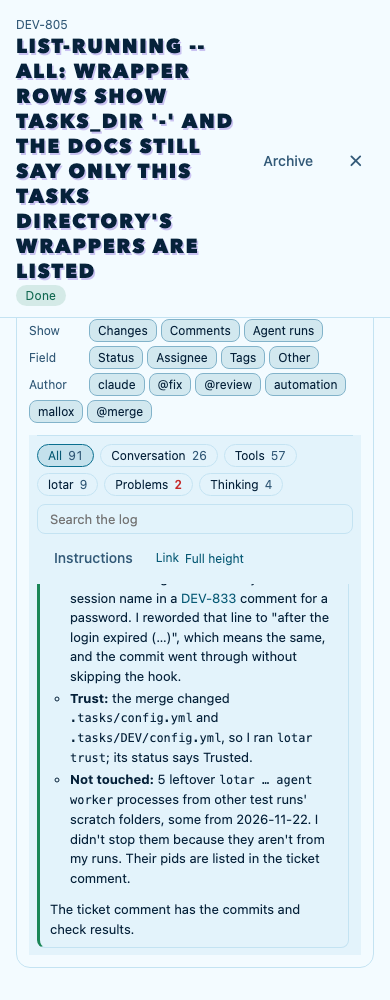 DEV-805
LIST-RUNNING --
ALL: WRAPPER
ROWS SHOW
TASKS_DIR '-' AND
THE DOCS STILL
SAY ONLY THIS
TASKS
DIRECTORY'S
WRAPPERS ARE
LISTED
Archive ✕
Done
Show Changes Comments Agent runs
Field Status Assignee Tags Other
Author claude @fix @review automation
mallox @merge
All 91 Conversation 26 Tools 57
lotar 9 Problems 2 Thinking 4
Search the log
Instructions Link Full height
session name in a DEV-833 comment for a
password. I reworded that line to "after the
login expired (…)", which means the same,
and the commit went through without
skipping the hook.
Trust: the merge changed
.tasks/config.yml and
.tasks/DEV/config.yml, so I ran lotar
trust; its status says Trusted.
Not touched: 5 leftover lotar … agent
worker processes from other test runs'
scratch folders, some from 2026-11-22. I
didn't stop them because they aren't from
my runs. Their pids are listed in the ticket
comment.
The ticket comment has the commits and
check results.